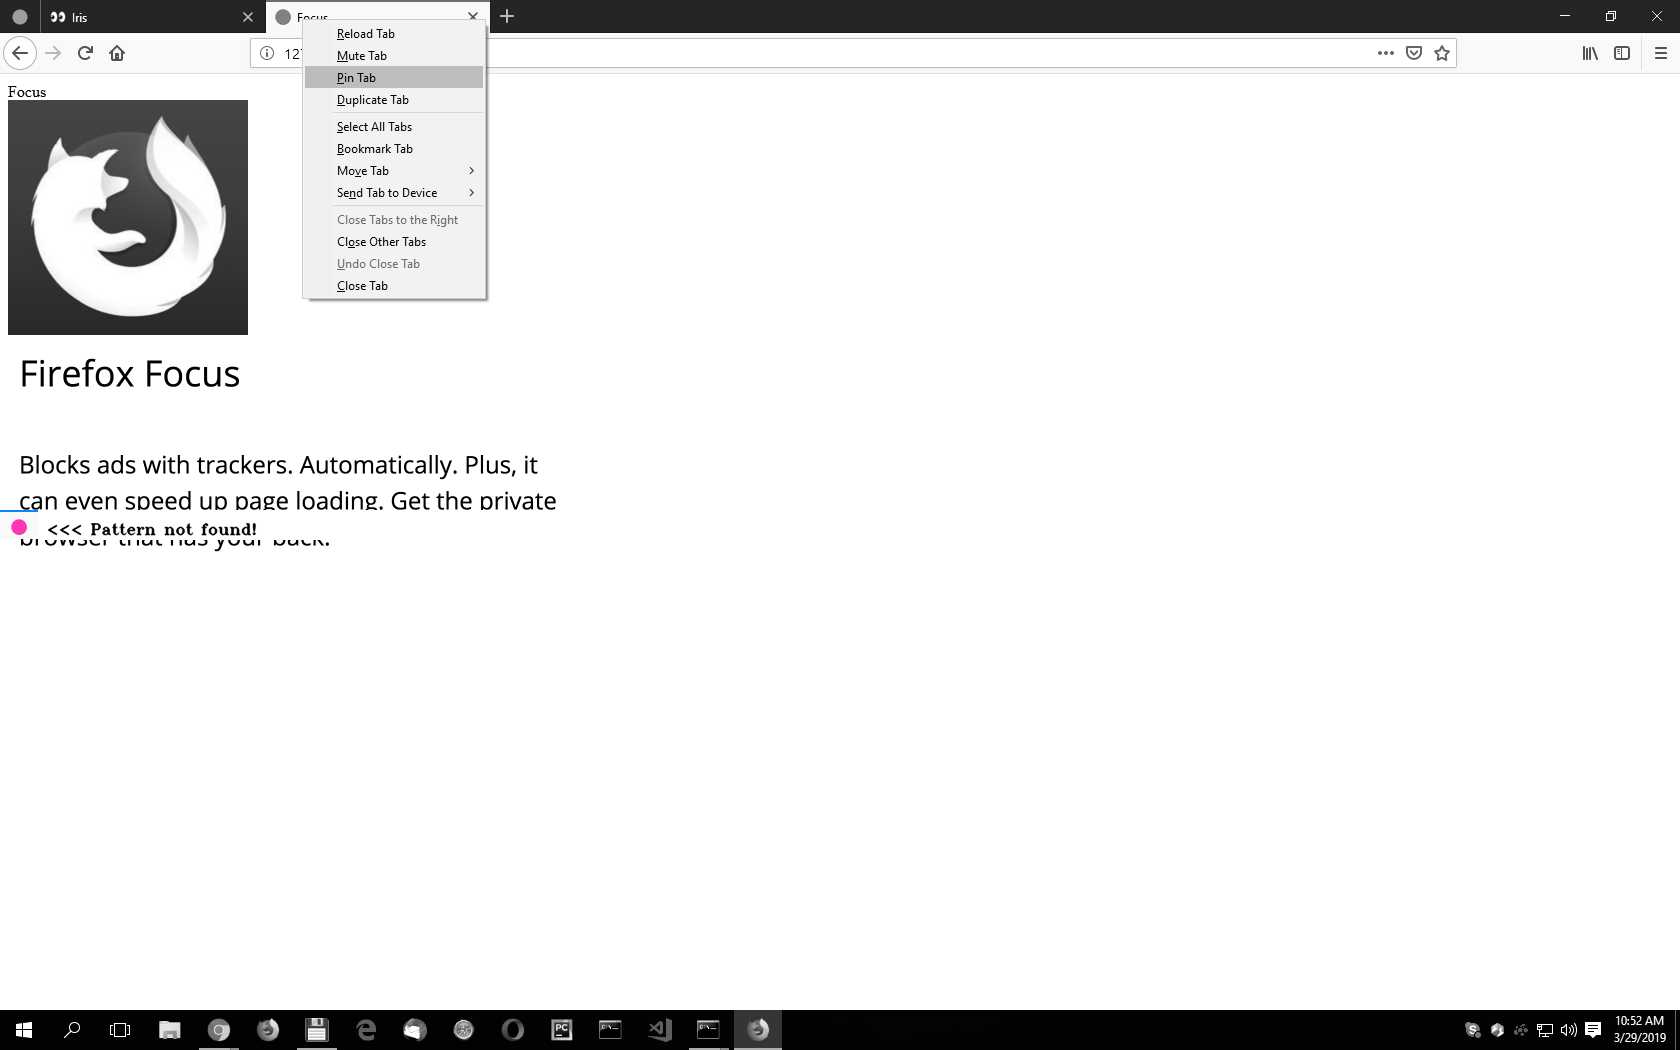 Iris
Focus
Reload Tab
Mute Tab
Pin Tab
Duplicate Tab
Select All Tabs
Bookmark Tab
Move Tab
Send Tab to Device
Close Tabs to the Right
Close Other Tabs
Undo Close Tab
Close Tab
127
Focus
Firefox Focus
Blocks ads with trackers. Automatically. Plus, it
can even speed up page loading. Get the private
<<< Pattern not found!
browser that has your back.
PC
10:52 AM
3/29/2019